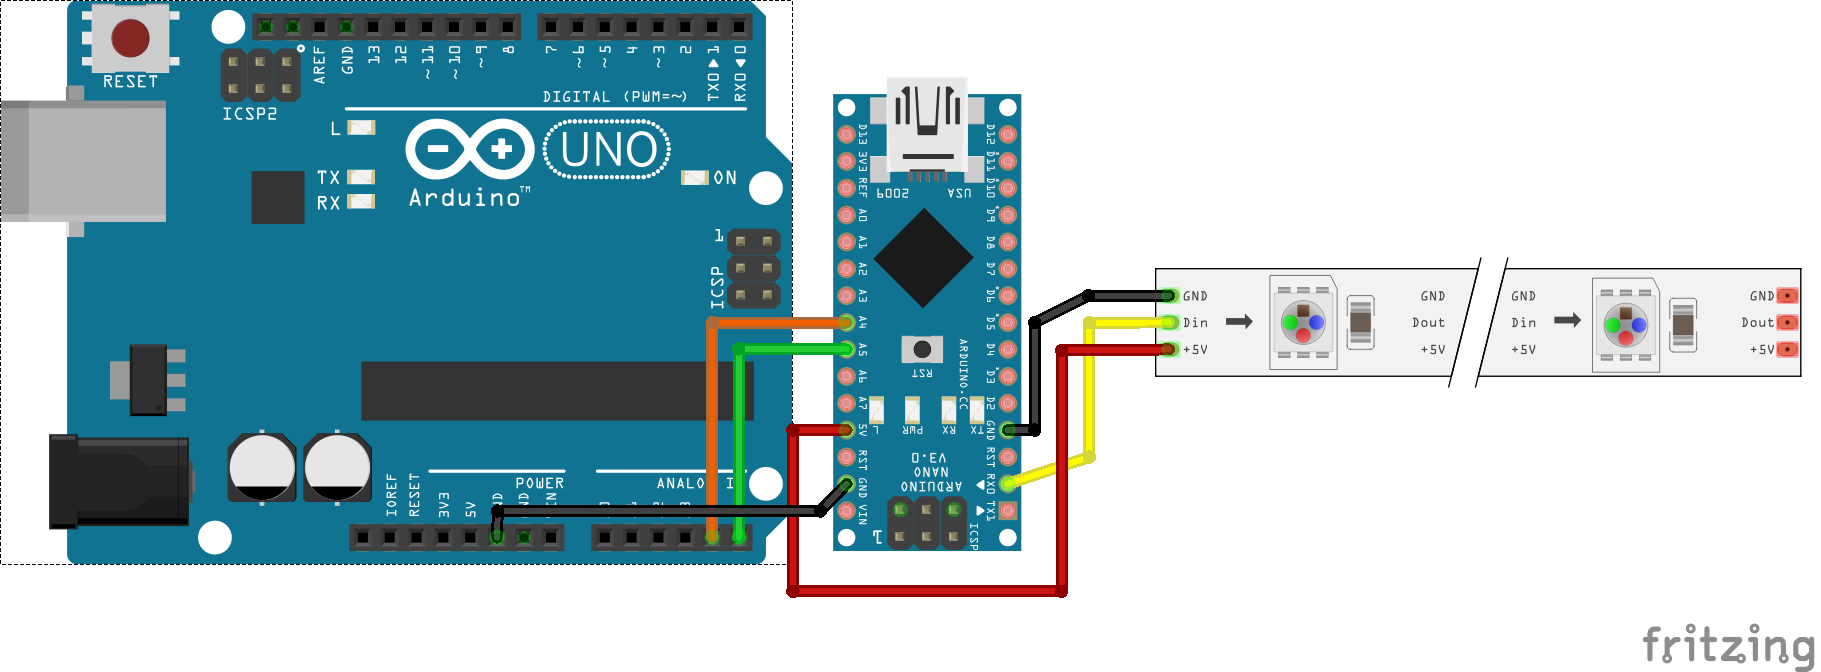 RESET
ICSP2
AREF
GND
13
12
~11
~10
~9
8
7
~6
~5
4
~3
2
TX0 ▶ 1
RX0 ◀ 0
DIGITAL (PWM=~)
L
TX
RX
UNO
Arduino™
ON
1
ICSP
IOREF
RESET
3V3
5V
POWER
ANALO
I
D13
3V3
REF
A0
A1
A2
A3
A4
A5
A6
A7
5V
RST
GND
VIN
D12
D11
D10
D9
D8
D7
D6
D5
D4
D3
D2
GND
RST
RX0
TX1
P002
ASU
RST
ARDUINO.CC
L
PWR
RX
TX
V3.0
NANO
ARDUINO
1
ICSP
GND
Din
+5V
GND
Dout
+5V
GND
Din
+5V
GND
Dout
+5V
fritzing